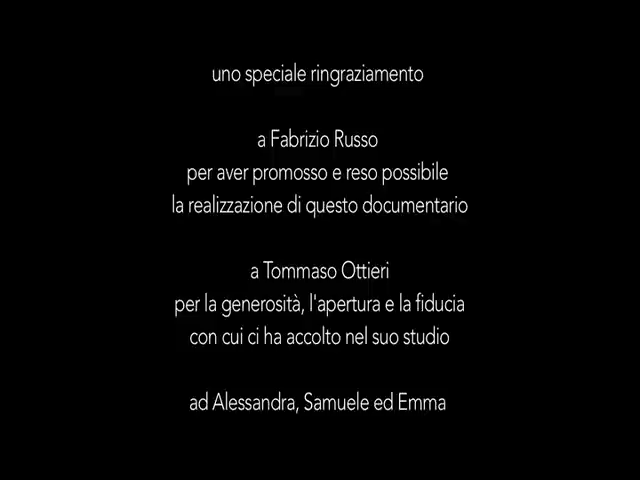 uno speciale ringraziamento
a Fabrizio Russo
per aver promosso e reso possibile
la realizzazione di questo documentario
a Tommaso Ottieri
per la generosità, l'apertura e la fiducia
con cui ci ha accolto nel suo studio
ad Alessandra, Samuele ed Emma